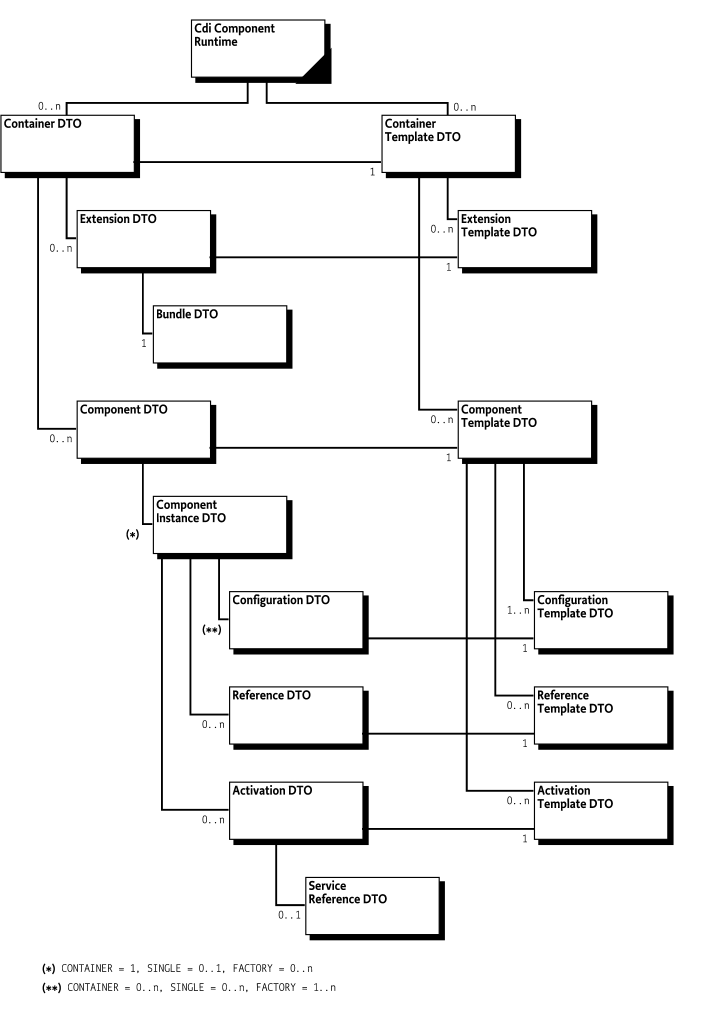 Cdi Component
Runtime
0..n
0..n
Container DTO
Container
Template DTO
1
Extension DTO
Extension
Template DTO
0..n
0..n
1
Bundle DTO
1
Component DTO
Component
Template DTO
0..n
0..n
1
Component
Instance DTO
(*)
Configuration DTO
Configuration
Template DTO
1..n
(**)
1
Reference DTO
Reference
Template DTO
0..n
0..n
1
Activation DTO
Activation
Template DTO
0..n
0..n
1
Service
Reference DTO
0..1
(*) CONTAINER = 1, SINGLE = 0..1, FACTORY = 0..n
(**) CONTAINER = 0..n, SINGLE = 0..n, FACTORY = 1..n